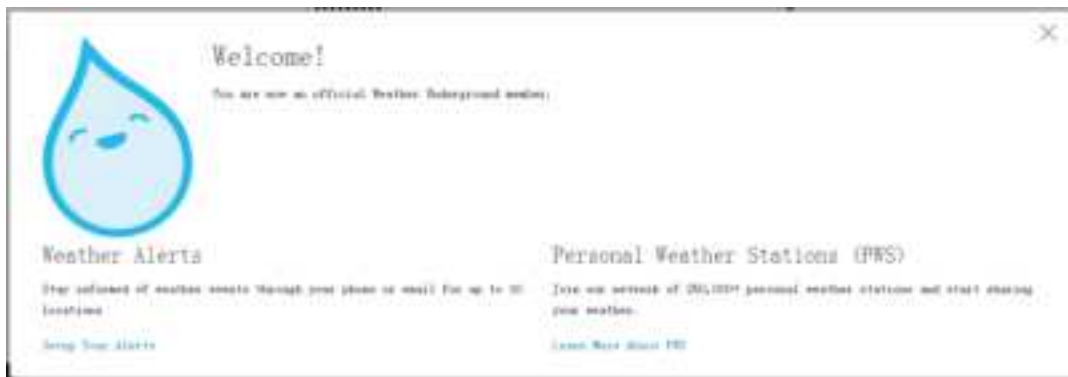 Welcome!
You are now an official Weather Underground member.
Weather Alerts
Personal Weather Stations (PWS)
Stay informed of weather events through your phone or email for up to
locations
Join our network of personal weather stations and start sharing
your weather.
Setup Your Alerts
Learn More About PWS